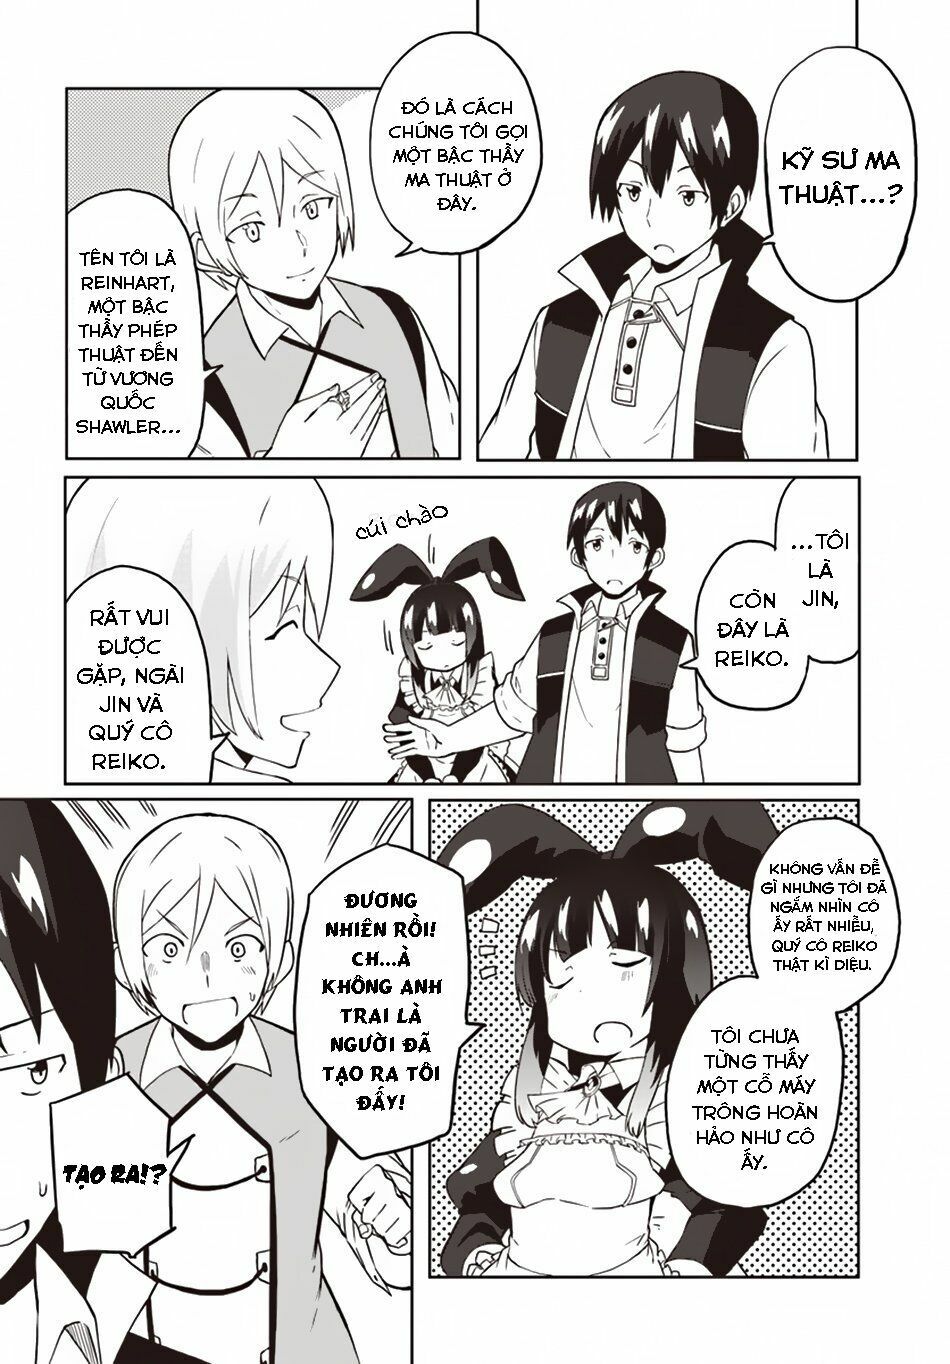 KỸ SƯ MA
THUẬT...?
ĐÓ LÀ CÁCH
CHÚNG TÔI GỌI
MỘT BẬC THẦY
MA THUẬT Ở
ĐÂY.
TÊN TÔI LÀ
REINHART,
MỘT BẬC
THẦY PHÉP
THUẬT ĐẾN
TỪ VƯƠNG
QUỐC
SHAWLER...
...TÔI
LÀ
JIN,
CÒN
ĐÂY LÀ
REIKO.
cúi chào
RẤT VUI
ĐƯỢC
GẶP, NGÀI
JIN VÀ
QUÝ CÔ
REIKO.
KHÔNG VẤN ĐỀ
GÌ NHƯNG TÔI ĐÃ
NGẮM NHÌN CÔ
ẤY RẤT NHIỀU,
QUÝ CÔ REIKO
THẬT KÌ DIỆU.
TÔI CHƯA
TỪNG THẤY
MỘT CỖ MÁY
TRÔNG HOÀN
HẢO NHƯ CÔ
ẤY.
ĐƯƠNG
NHIÊN RỒI!
CH...À
KHÔNG ANH
TRAI LÀ
NGƯỜI ĐÃ
TẠO RA TÔI
ĐẤY!
TẠO RA!?